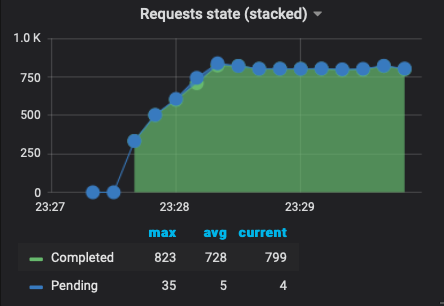 Requests state (stacked)
1.0 K
750
500
250
0
23:27 23:28 23:29
max avg current
Completed 823 728 799
Pending 35 5 4